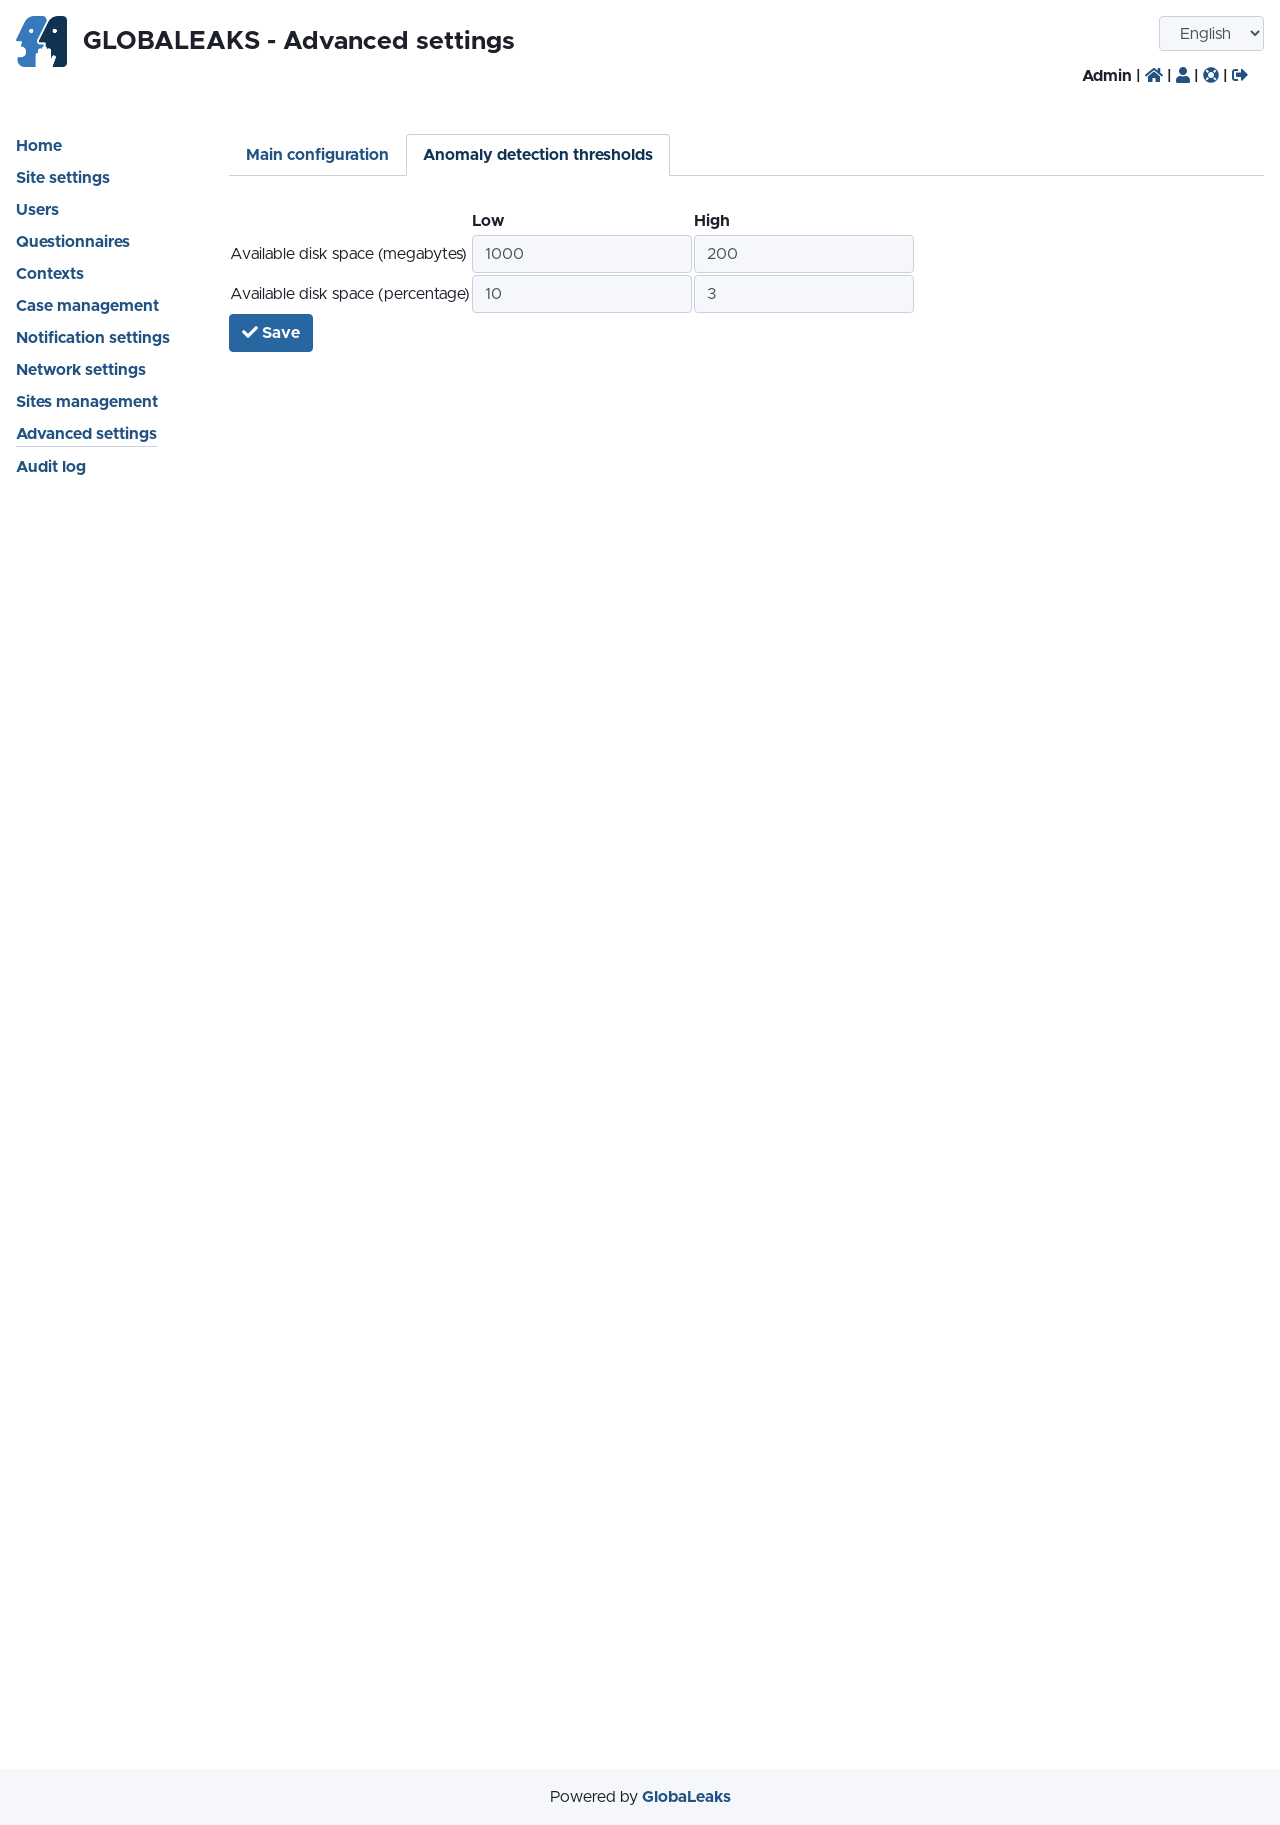 GLOBALEAKS - Advanced settings
English
Admin | | | |
Home
Site settings
Users
Questionnaires
Contexts
Case management
Notification settings
Network settings
Sites management
Advanced settings
Audit log
Main configuration Anomaly detection thresholds
Low High
Available disk space (megabytes) 1000 200
Available disk space (percentage) 10 3
Save
Powered by GlobaLeaks